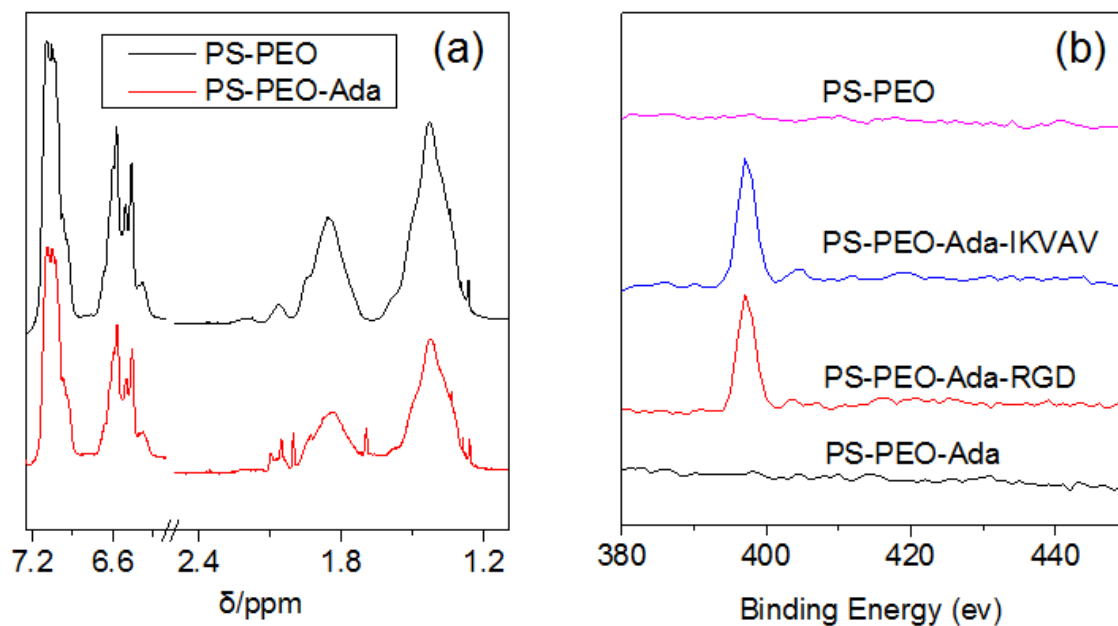 (a)
PS-PEO
PS-PEO-Ada
7.2 6.6 2.4 1.8 1.2
δ/ppm
(b)
PS-PEO
PS-PEO-Ada-IKVAV
PS-PEO-Ada-RGD
PS-PEO-Ada
380 400 420 440
Binding Energy (ev)